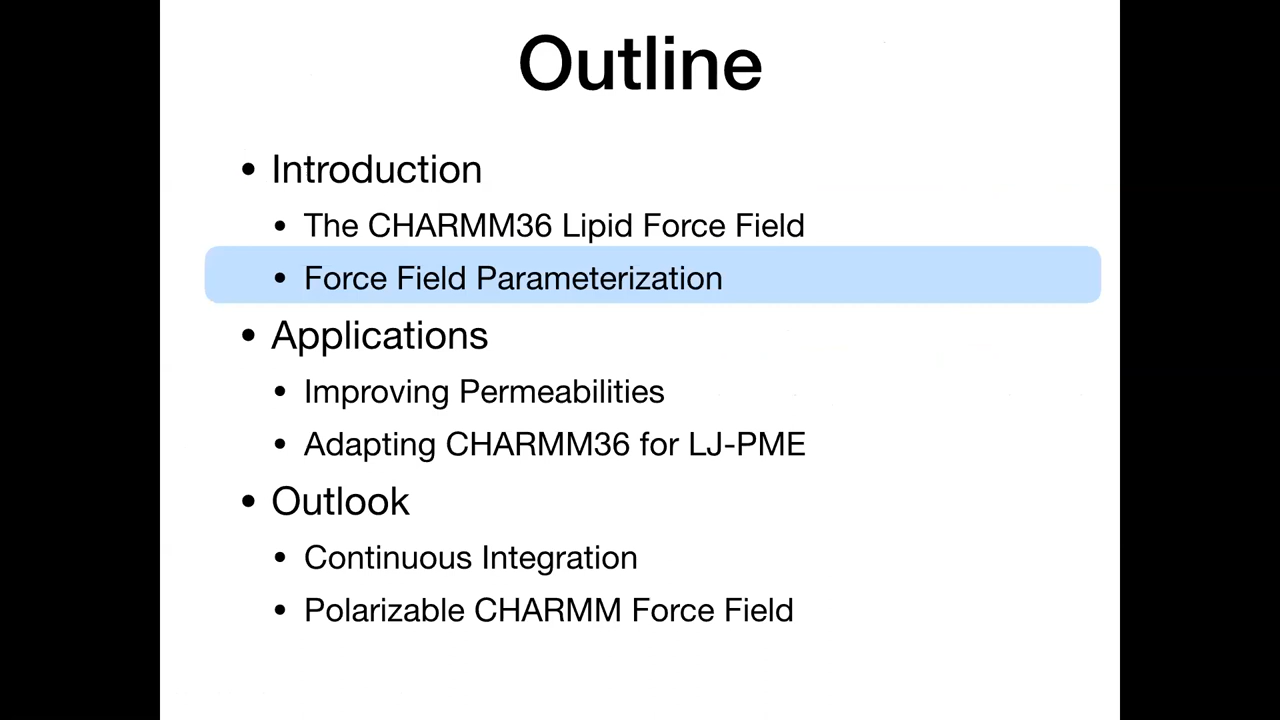 Outline
• Introduction
• The CHARMM36 Lipid Force Field
• Force Field Parameterization
• Applications
• Improving Permeabilities
• Adapting CHARMM36 for LJ-PME
• Outlook
• Continuous Integration
• Polarizable CHARMM Force Field